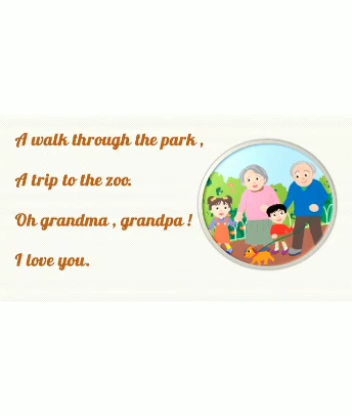 A walk through the park ,
A trip to the zoo.
Oh grandma , grandpa !
I love you.